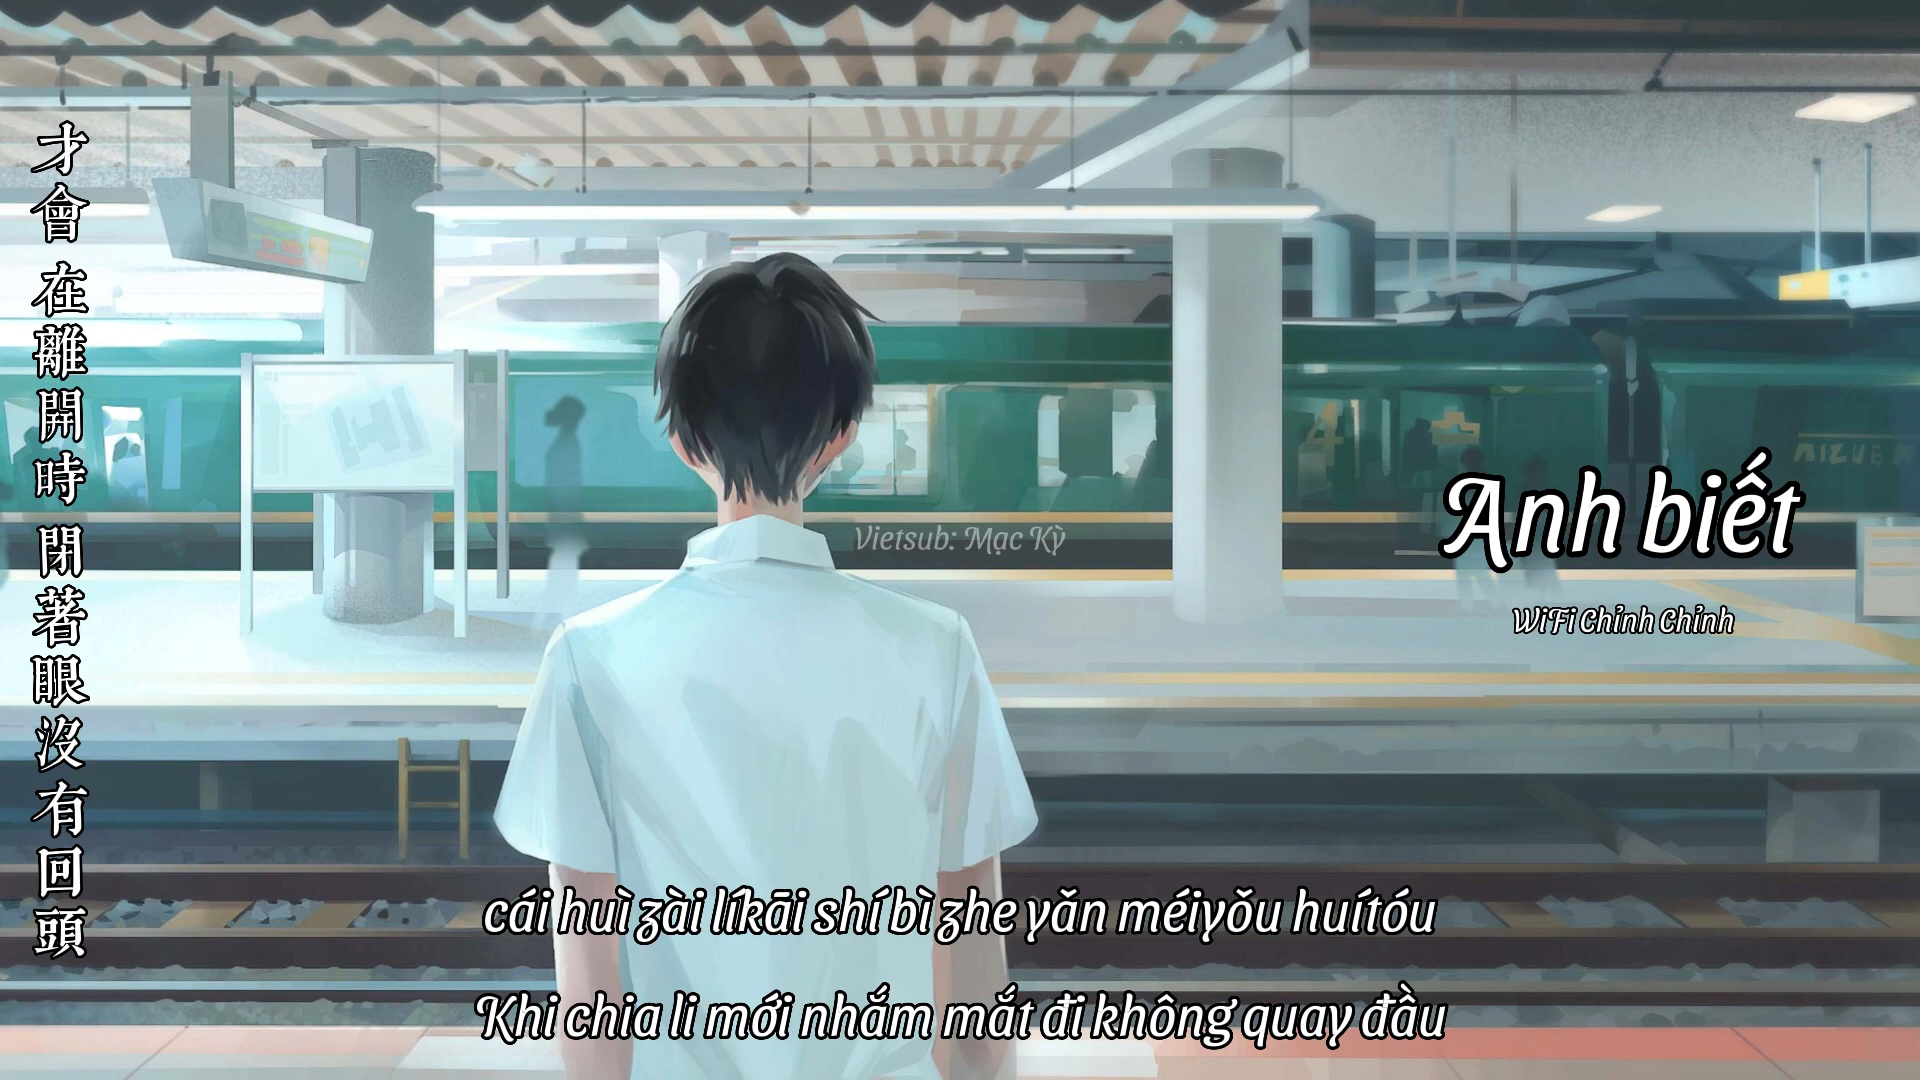 才會 在離開時 閉著眼沒有回頭
Anh biết
WiFi Chỉnh Chỉnh
Vietsub: Mạc Kỳ
cái huì zài líkāi shí bì zhe yǎn méiyǒu huítóu
Khi chia li mới nhắm mắt đi không quay đầu